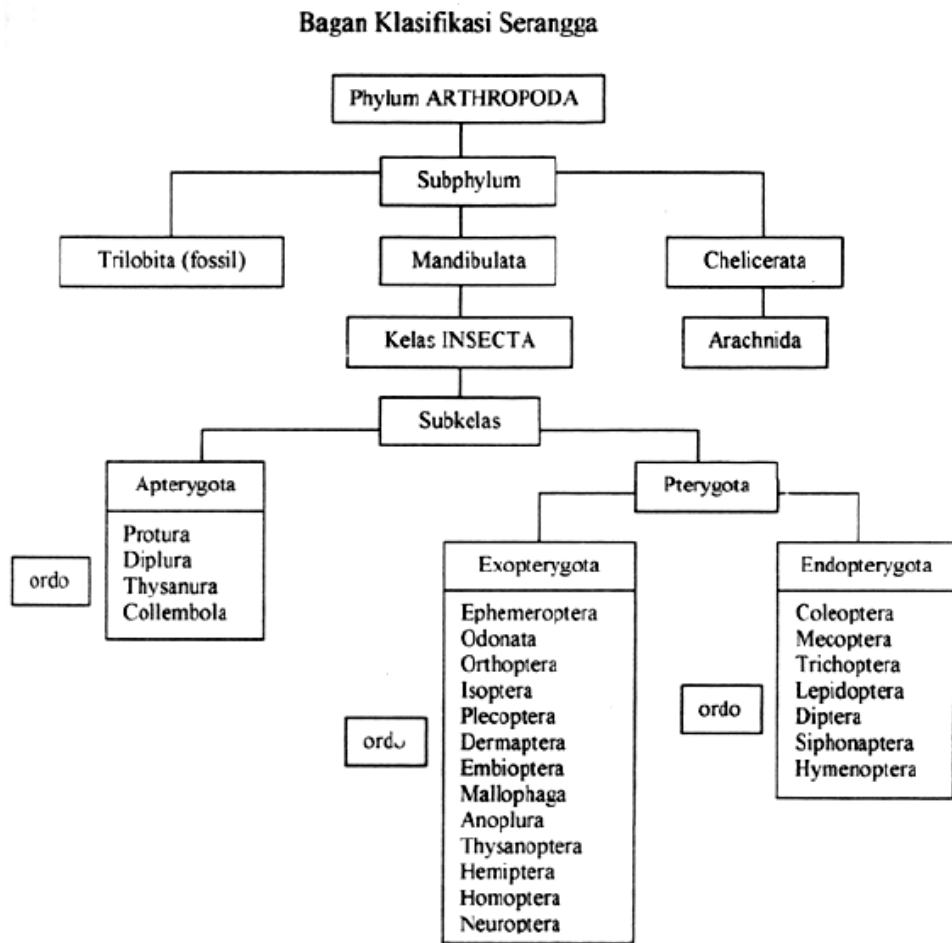 Bagan Klasifikasi Serangga
Phylum ARTHROPODA
Subphylum
Trilobita (fossil)
Mandibulata
Chelicerata
Kelas INSECTA
Arachnida
Subkelas
Apterygota
Protura
Diplura
Thysanura
Collembola
ordo
Pterygota
Exopterygota
Ephemeroptera
Odonata
Orthoptera
Isoptera
Plecoptera
Dermaptera
Embioptera
Mallophaga
Anoplura
Thysanoptera
Hemiptera
Homoptera
Neuroptera
ordo
Endopterygota
Coleoptera
Mecoptera
Trichoptera
Lepidoptera
Diptera
Siphonaptera
Hymenoptera
ordo